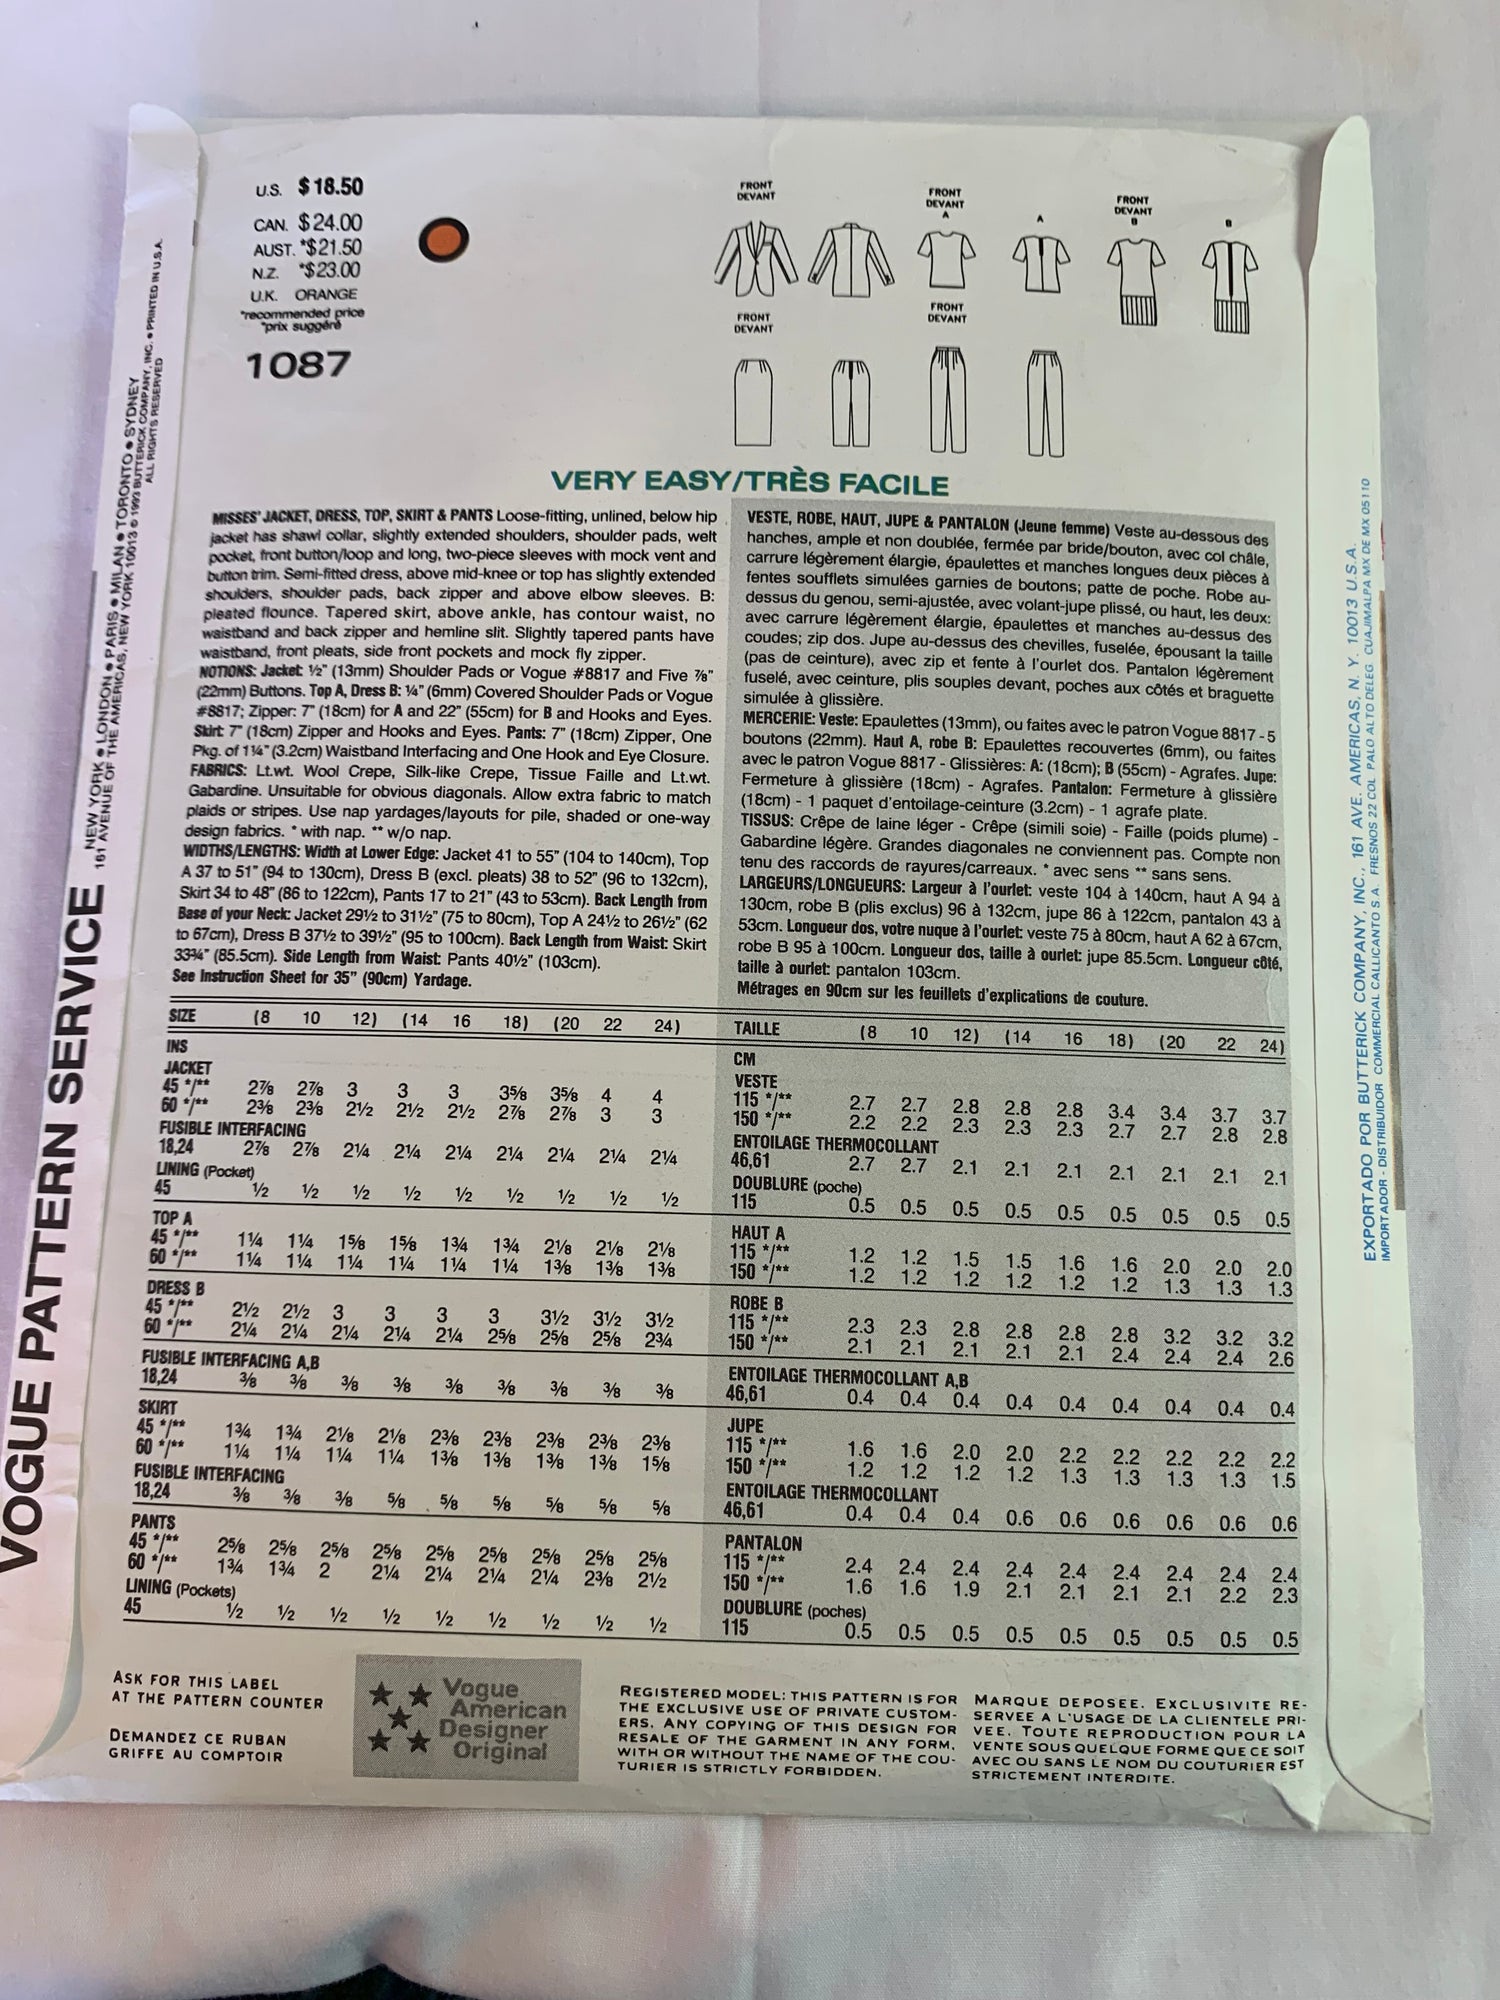 U.S. $18.50
CAN. $24.00
AUST. *$21.50
N.Z. *$23.00
U.K. ORANGE
*recommended price
*prix suggéré
1087
FRONT
DEVANT
FRONT
DEVANT
A
A
FRONT
DEVANT
B
B
FRONT
DEVANT
FRONT
DEVANT
VERY EASY/TRÈS FACILE
MISSES' JACKET, DRESS, TOP, SKIRT & PANTS Loose-fitting, unlined, below hip
jacket has shawl collar, slightly extended shoulders, shoulder pads, welt
pocket, front button/loop and long, two-piece sleeves with mock vent and
button trim. Semi-fitted dress, above mid-knee or top has slightly extended
shoulders, shoulder pads, back zipper and above elbow sleeves. B:
pleated flounce. Tapered skirt, above ankle, has contour waist, no
waistband and back zipper and hemline slit. Slightly tapered pants have
waistband, front pleats, side front pockets and mock fly zipper.
NOTIONS: Jacket: ½" (13mm) Shoulder Pads or Vogue #8817 and Five ⅞"
(22mm) Buttons. Top A, Dress B: ¼" (6mm) Covered Shoulder Pads or Vogue
#8817; Zipper: 7" (18cm) for A and 22" (55cm) for B and Hooks and Eyes.
Skirt: 7" (18cm) Zipper and Hooks and Eyes. Pants: 7" (18cm) Zipper, One
Pkg. of 1¼" (3.2cm) Waistband Interfacing and One Hook and Eye Closure.
FABRICS: Lt.wt. Wool Crepe, Silk-like Crepe, Tissue Faille and Lt.wt.
Gabardine. Unsuitable for obvious diagonals. Allow extra fabric to match
plaids or stripes. Use nap yardages/layouts for pile, shaded or one-way
design fabrics. * with nap. ** w/o nap.
WIDTHS/LENGTHS: Width at Lower Edge: Jacket 41 to 55" (104 to 140cm), Top
A 37 to 51" (94 to 130cm), Dress B (excl. pleats) 38 to 52" (96 to 132cm),
Skirt 34 to 48" (86 to 122cm), Pants 17 to 21" (43 to 53cm). Back Length from
Base of your Neck: Jacket 29½ to 31½" (75 to 80cm), Top A 24½ to 26½" (62
to 67cm), Dress B 37½ to 39½" (95 to 100cm). Back Length from Waist: Skirt
33¾" (85.5cm). Side Length from Waist: Pants 40½" (103cm).
See Instruction Sheet for 35" (90cm) Yardage.
VESTE, ROBE, HAUT, JUPE & PANTALON (Jeune femme) Veste au-dessous des
hanches, ample et non doublée, fermée par bride/bouton, avec col châle,
carrure légèrement élargie, épaulettes et manches longues deux pièces à
fentes soufflets simulées garnies de boutons; patte de poche. Robe au-
dessus du genou, semi-ajustée, avec volant-jupe plissé, ou haut, les deux:
avec carrure légèrement élargie, épaulettes et manches au-dessus des
coudes; zip dos. Jupe au-dessus des chevilles, fuselée, épousant la taille
(pas de ceinture), avec zip et fente à l'ourlet dos. Pantalon légèrement
fuselé, avec ceinture, plis souples devant, poches aux côtés et braguette
simulée à glissière.
MERCERIE: Veste: Epaulettes (13mm), ou faites avec le patron Vogue 8817 - 5
boutons (22mm). Haut A, robe B: Epaulettes recouvertes (6mm), ou faites
avec le patron Vogue 8817 - Glissières: A: (18cm); B (55cm) - Agrafes. Jupe:
Fermeture à glissière (18cm) - Agrafes. Pantalon: Fermeture à glissière
(18cm) - 1 paquet d'entoilage-ceinture (3.2cm) - 1 agrafe plate.
TISSUS: Crêpe de laine léger - Crêpe (simili soie) - Faille (poids plume) -
Gabardine légère. Grandes diagonales ne conviennent pas. Compte non
tenu des raccords de rayures/carreaux. * avec sens ** sans sens.
LARGEURS/LONGUEURS: Largeur à l'ourlet: veste 104 à 140cm, haut A 94 à
130cm, robe B (plis exclus) 96 à 132cm, jupe 86 à 122cm, pantalon 43 à
53cm. Longueur dos, votre nuque à l'ourlet: veste 75 à 80cm, haut A 62 à 67cm,
robe B 95 à 100cm. Longueur dos, taille à ourlet: jupe 85.5cm. Longueur côté,
taille à ourlet: pantalon 103cm.
Métrages en 90cm sur les feuillets d'explications de couture.
SIZE (8 10 12) (14 16 18) (20 22 24)
INS
JACKET
45 */** 2⅞ 2⅞ 3 3 3 3⅝ 3⅝ 4 4
60 */** 2⅜ 2⅜ 2½ 2½ 2½ 2⅞ 2⅞ 3 3
FUSIBLE INTERFACING
18,24 2⅞ 2⅞ 2¼ 2¼ 2¼ 2¼ 2¼ 2¼ 2¼
LINING (Pocket)
45 ½ ½ ½ ½ ½ ½ ½ ½ ½
TOP A
45 */** 1¼ 1¼ 1⅝ 1⅝ 1¾ 1¾ 2⅛ 2⅛ 2⅛
60 */** 1¼ 1¼ 1¼ 1¼ 1¼ 1¼ 1⅜ 1⅜ 1⅜
DRESS B
45 */** 2½ 2½ 3 3 3 3 3½ 3½ 3½
60 */** 2¼ 2¼ 2¼ 2¼ 2¼ 2⅝ 2⅝ 2⅝ 2¾
FUSIBLE INTERFACING A,B
18,24 ⅜ ⅜ ⅜ ⅜ ⅜ ⅜ ⅜ ⅜ ⅜
SKIRT
45 */** 1¾ 1¾ 2⅛ 2⅛ 2⅜ 2⅜ 2⅜ 2⅜ 2⅜
60 */** 1¼ 1¼ 1¼ 1¼ 1⅜ 1⅜ 1⅜ 1⅜ 1⅝
FUSIBLE INTERFACING
18,24 ⅜ ⅜ ⅜ ⅝ ⅝ ⅝ ⅝ ⅝ ⅝
PANTS
45 */** 2⅝ 2⅝ 2⅝ 2⅝ 2⅝ 2⅝ 2⅝ 2⅝ 2⅝
60 */** 1¾ 1¾ 2 2¼ 2¼ 2¼ 2¼ 2⅜ 2½
LINING (Pockets)
45 ½ ½ ½ ½ ½ ½ ½ ½ ½
TAILLE (8 10 12) (14 16 18) (20 22 24)
CM
VESTE
115 */** 2.7 2.7 2.8 2.8 2.8 3.4 3.4 3.7 3.7
150 */** 2.2 2.2 2.3 2.3 2.3 2.7 2.7 2.8 2.8
ENTOILAGE THERMOCOLLANT
46,61 2.7 2.7 2.1 2.1 2.1 2.1 2.1 2.1 2.1
DOUBLURE (poche)
115 0.5 0.5 0.5 0.5 0.5 0.5 0.5 0.5 0.5
HAUT A
115 */** 1.2 1.2 1.5 1.5 1.6 1.6 2.0 2.0 2.0
150 */** 1.2 1.2 1.2 1.2 1.2 1.2 1.3 1.3 1.3
ROBE B
115 */** 2.3 2.3 2.8 2.8 2.8 2.8 3.2 3.2 3.2
150 */** 2.1 2.1 2.1 2.1 2.1 2.4 2.4 2.4 2.6
ENTOILAGE THERMOCOLLANT A,B
46,61 0.4 0.4 0.4 0.4 0.4 0.4 0.4 0.4 0.4
JUPE
115 */** 1.6 1.6 2.0 2.0 2.2 2.2 2.2 2.2 2.2
150 */** 1.2 1.2 1.2 1.2 1.3 1.3 1.3 1.3 1.5
ENTOILAGE THERMOCOLLANT
46,61 0.4 0.4 0.4 0.6 0.6 0.6 0.6 0.6 0.6
PANTALON
115 */** 2.4 2.4 2.4 2.4 2.4 2.4 2.4 2.4 2.4
150 */** 1.6 1.6 1.9 2.1 2.1 2.1 2.1 2.2 2.3
DOUBLURE (poches)
115 0.5 0.5 0.5 0.5 0.5 0.5 0.5 0.5 0.5
ASK FOR THIS LABEL
AT THE PATTERN COUNTER
DEMANDEZ CE RUBAN
GRIFFE AU COMPTOIR
Vogue
American
Designer
Original
REGISTERED MODEL: THIS PATTERN IS FOR
THE EXCLUSIVE USE OF PRIVATE CUSTOM-
ERS. ANY COPYING OF THIS DESIGN FOR
RESALE OF THE GARMENT IN ANY FORM,
WITH OR WITHOUT THE NAME OF THE COU-
TURIER IS STRICTLY FORBIDDEN.
MARQUE DEPOSEE. EXCLUSIVITE RE-
SERVEE A L'USAGE DE LA CLIENTELE PRI-
VEE. TOUTE REPRODUCTION POUR LA
VENTE SOUS QUELQUE FORME QUE CE SOIT
AVEC OU SANS LE NOM DU COUTURIER EST
STRICTEMENT INTERDITE.
VOGUE PATTERN SERVICE
NEW YORK ● LONDON ● PARIS ● MILAN ● TORONTO ● SYDNEY
161 AVENUE OF THE AMERICAS, NEW YORK 10013 © 1993 BUTTERICK COMPANY, INC. ● PRINTED IN U.S.A.
ALL RIGHTS RESERVED
EXPORTADO POR BUTTERICK COMPANY, INC., 161 AVE. AMERICAS, N. Y. 10013 U.S.A.
IMPORTADOR - DISTRIBUIDOR COMMERCIAL CALLICANTO S.A. FRESNOS 22 COL. PALO ALTO DELEG. CUAJIMALPA MX DE MX 05110